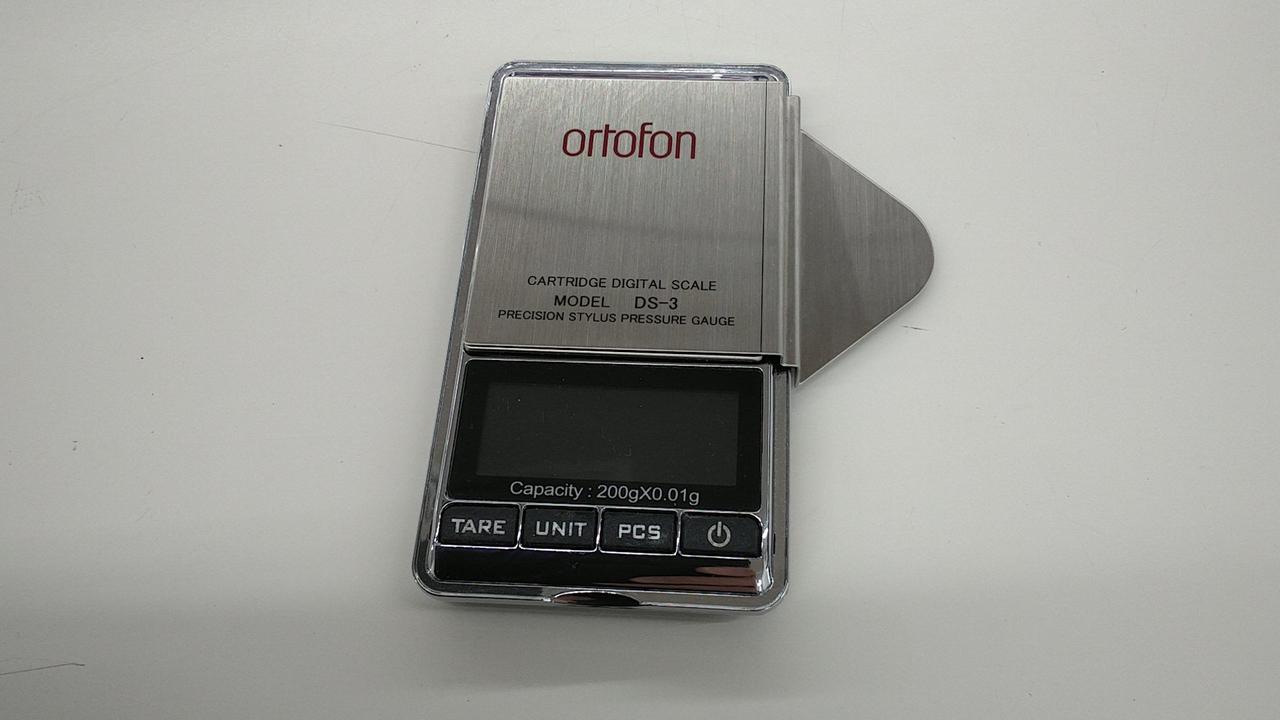 ortofon
CARTRIDGE DIGITAL SCALE
MODEL DS-3
PRECISION STYLUS PRESSURE GAUGE
Capacity : 200gX0.01g
TARE UNIT PCS